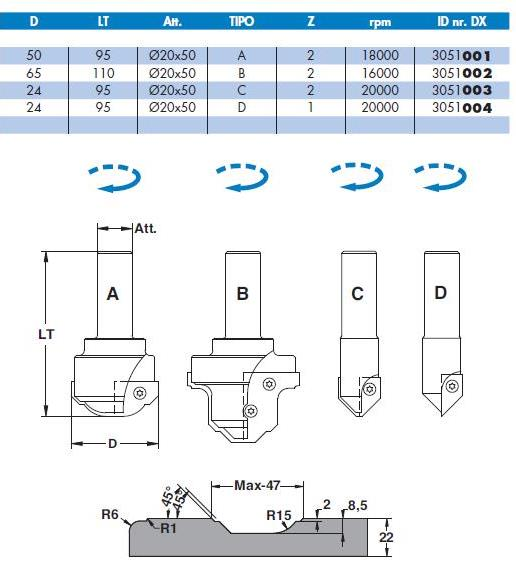 D LT Att. TIPO Z rpm ID nr. DX
50 95 Ø20x50 A 2 18000 3051001
65 110 Ø20x50 B 2 16000 3051002
24 95 Ø20x50 C 2 20000 3051003
24 95 Ø20x50 D 1 20000 3051004
Att.
A B C D
LT
D
Max-47
45°
45°
R6
R1
R15
2
8,5
22